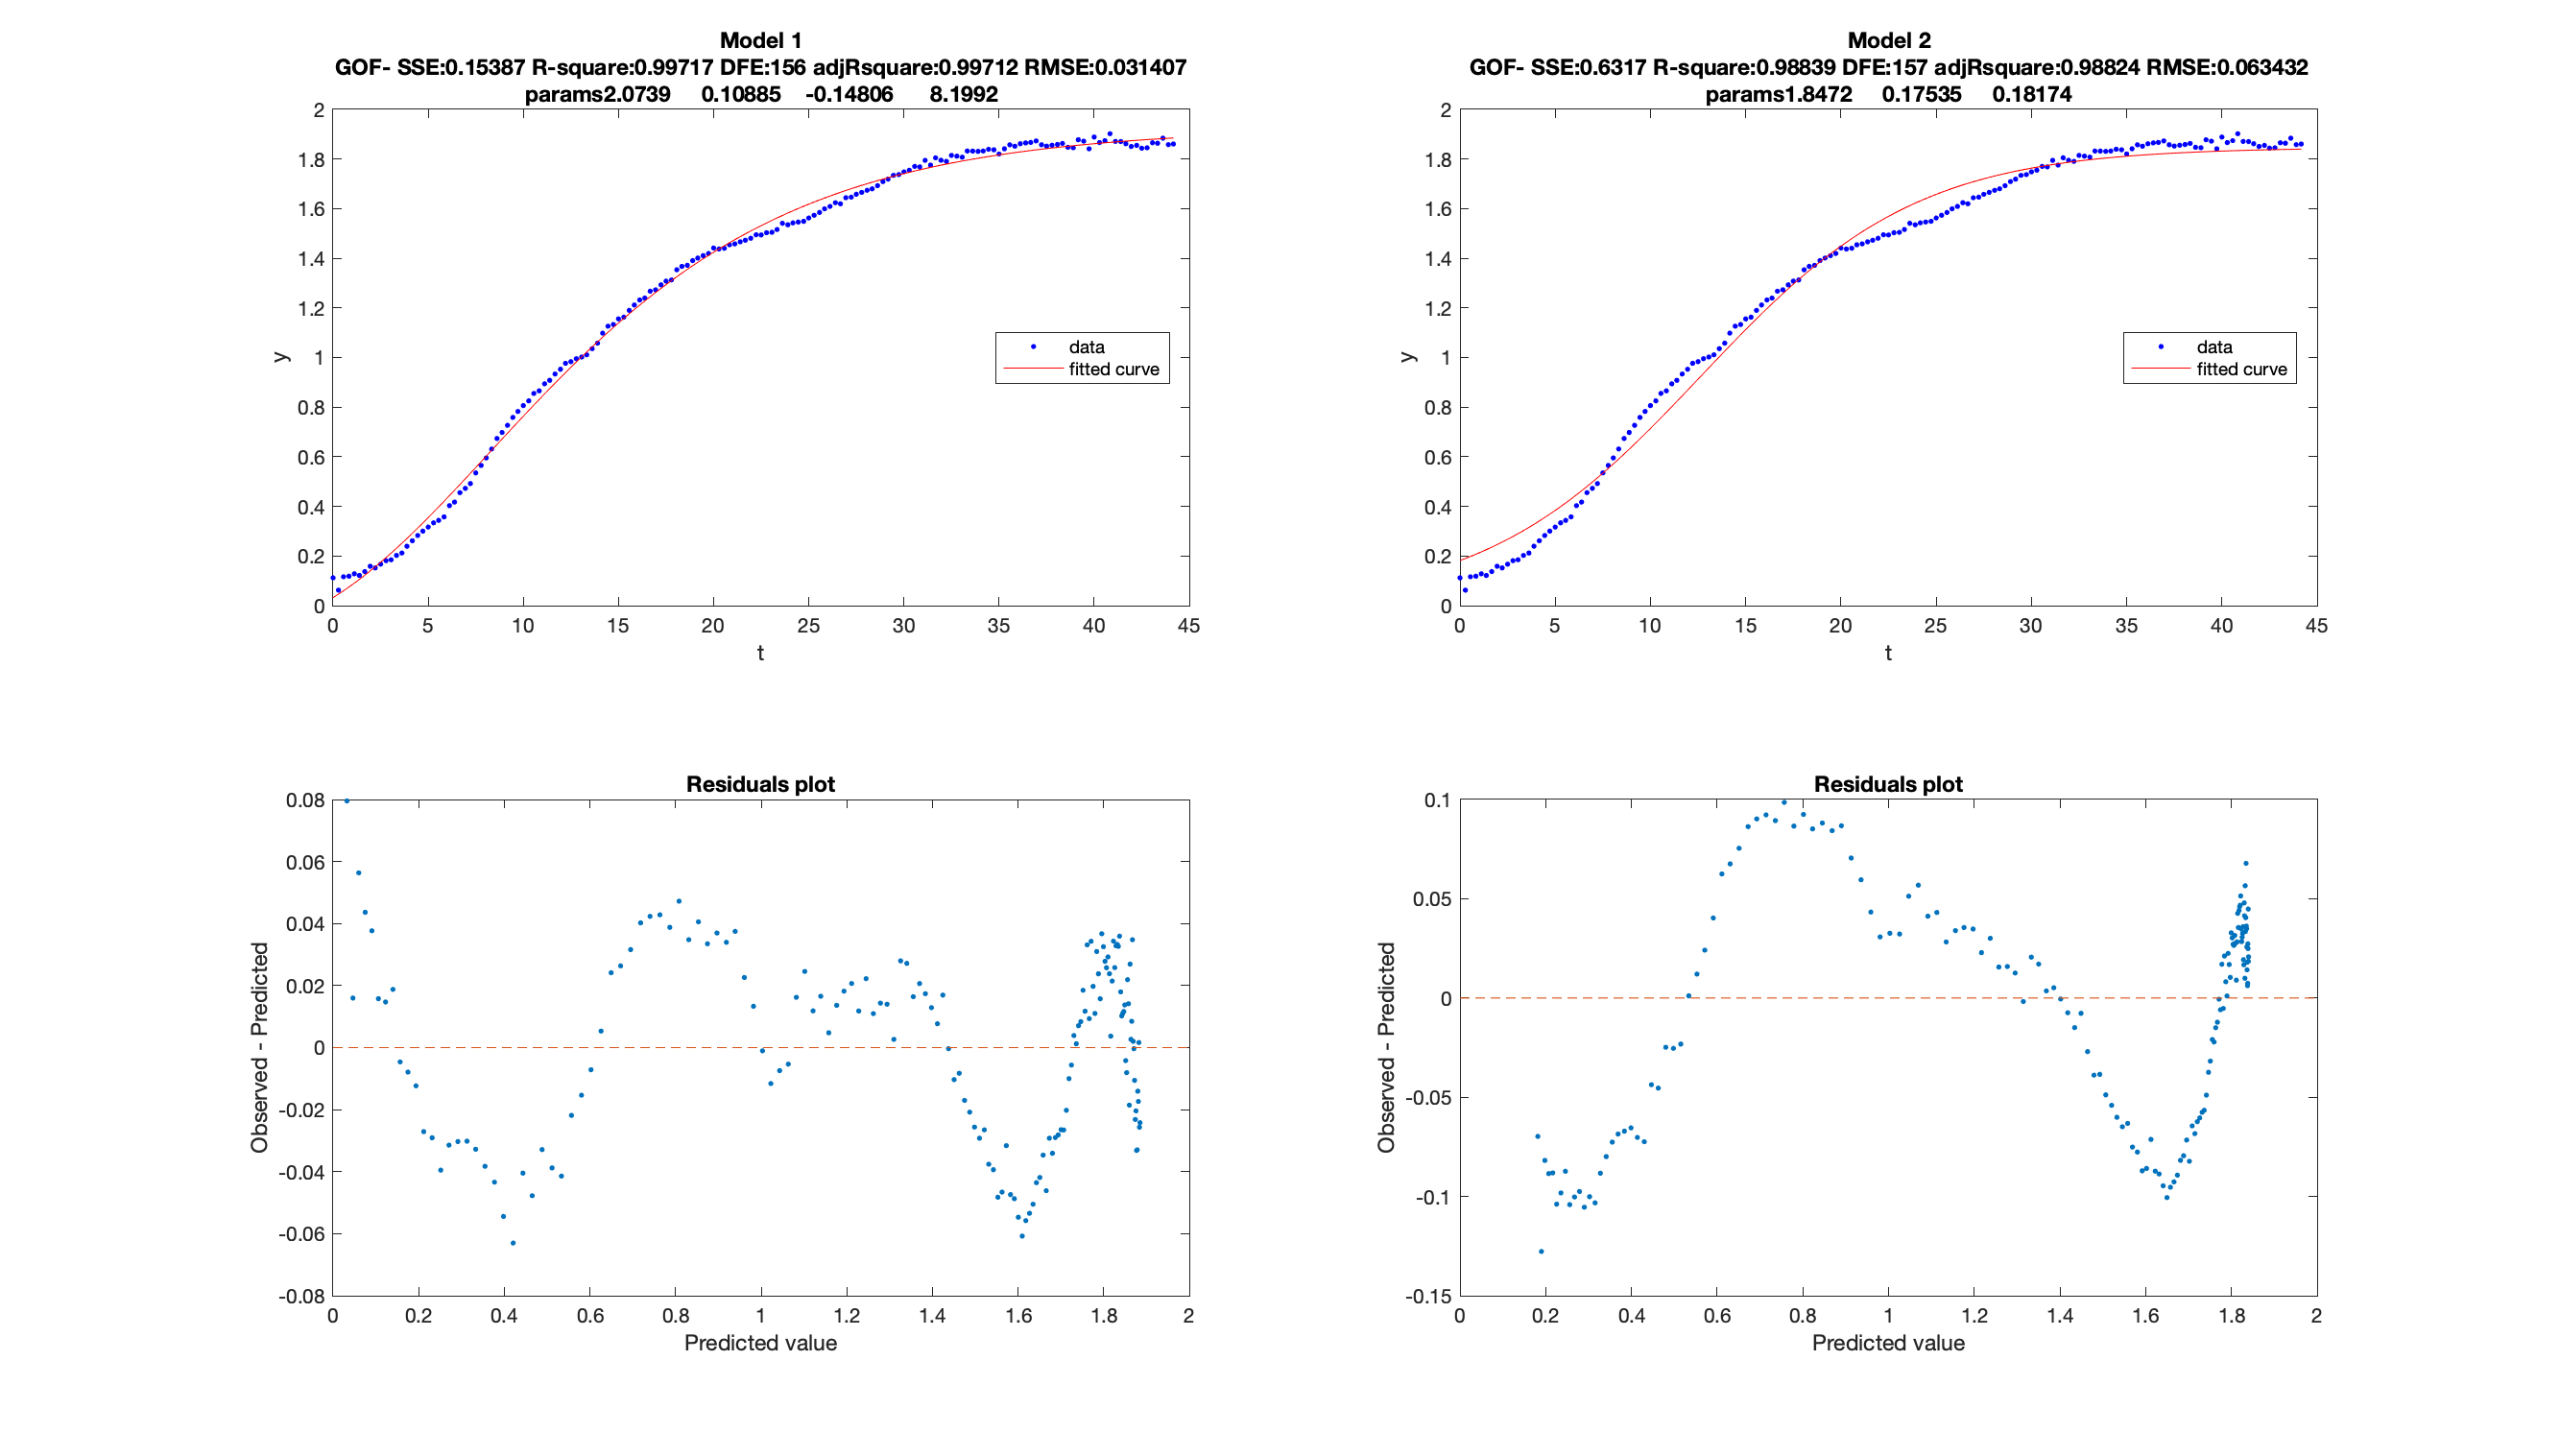 Model 1
GOF- SSE:0.15387 R-square:0.99717 DFE:156 adjRsquare:0.99712 RMSE:0.031407
params2.0739 0.10885 -0.14806 8.1992
2
1.8
1.6
1.4
1.2
1
0.8
0.6
0.4
0.2
0
y
data
fitted curve
0 5 10 15 20 25 30 35 40 45
t
Model 2
GOF- SSE:0.6317 R-square:0.98839 DFE:157 adjRsquare:0.98824 RMSE:0.063432
params1.8472 0.17535 0.18174
2
1.8
1.6
1.4
1.2
1
0.8
0.6
0.4
0.2
0
y
data
fitted curve
0 5 10 15 20 25 30 35 40 45
t
Residuals plot
0.08
0.06
0.04
0.02
0
-0.02
-0.04
-0.06
-0.08
Observed - Predicted
0 0.2 0.4 0.6 0.8 1 1.2 1.4 1.6 1.8 2
Predicted value
Residuals plot
0.1
0.05
0
-0.05
-0.1
-0.15
Observed - Predicted
0 0.2 0.4 0.6 0.8 1 1.2 1.4 1.6 1.8 2
Predicted value